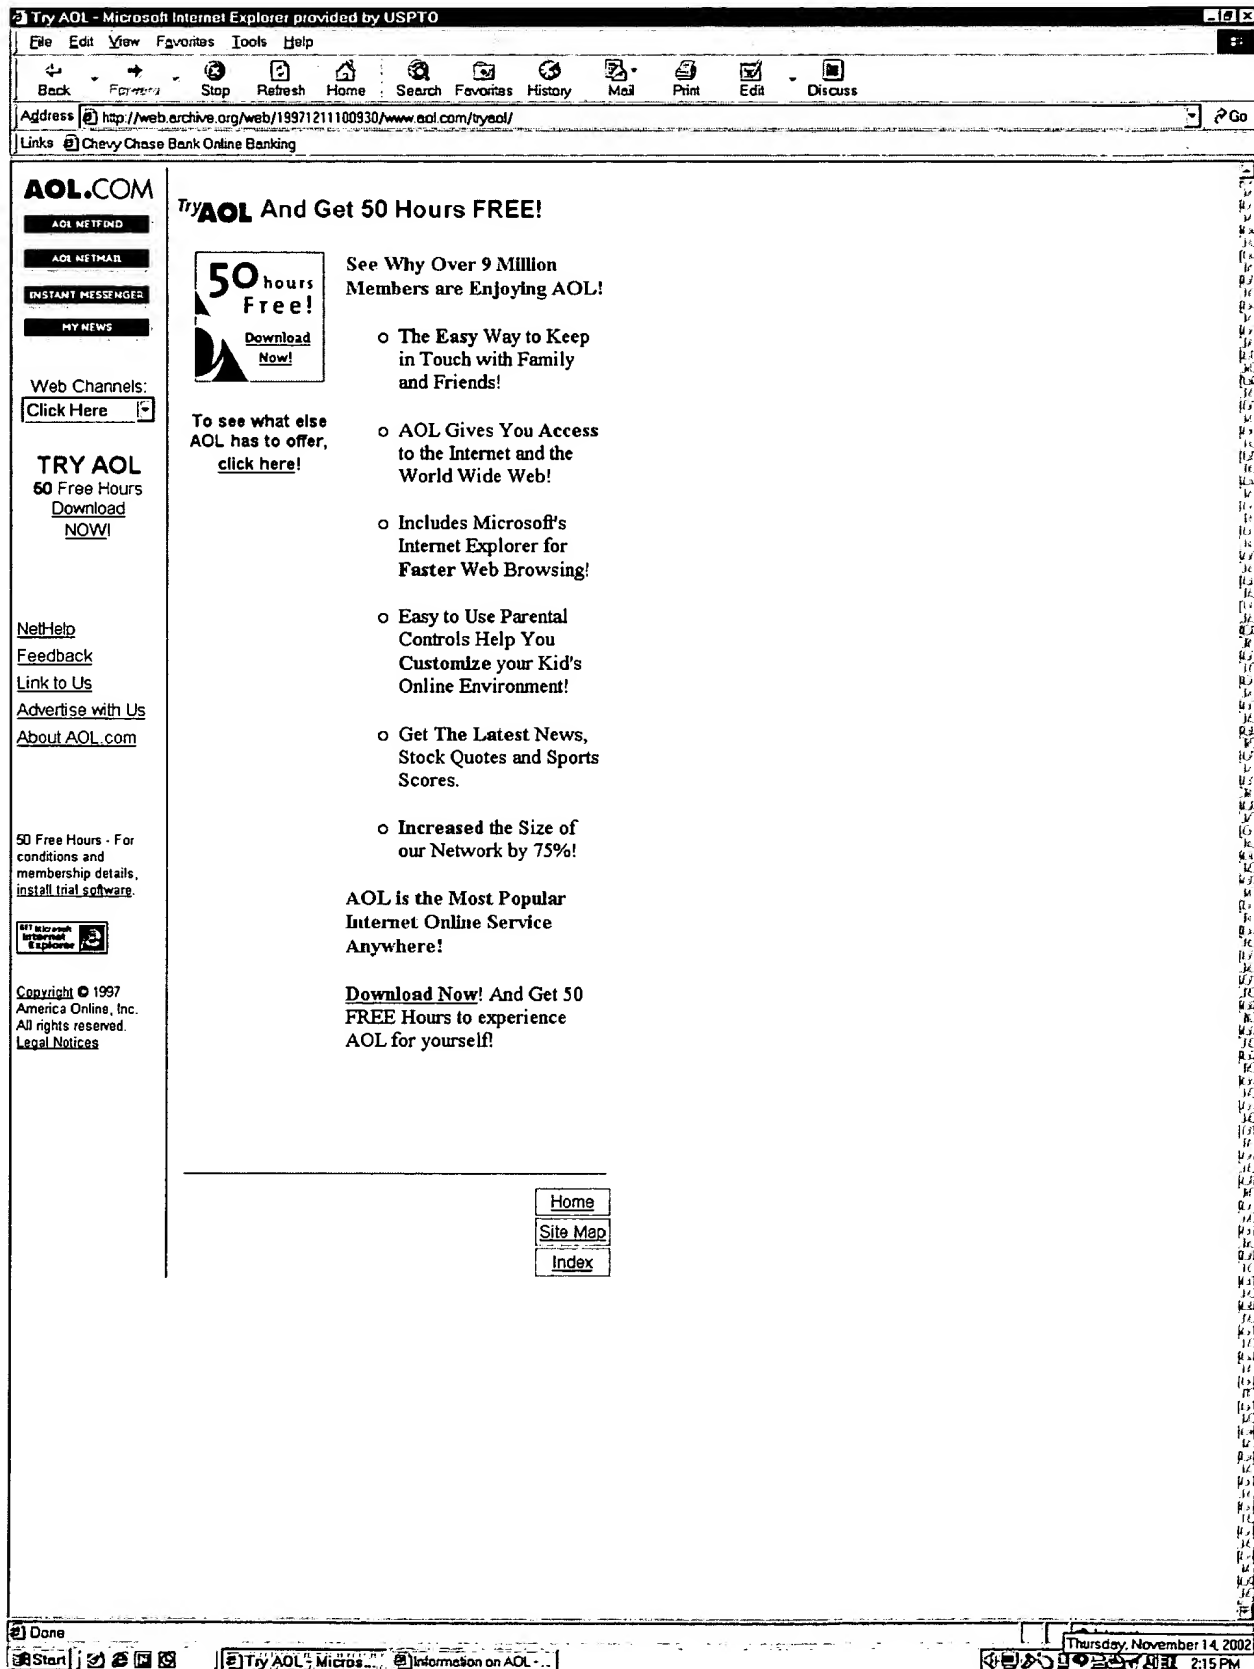 Try AOL - Microsoft Internet Explorer provided by USPTO
File Edit View Favorites Tools Help
Back Forward Stop Refresh Home Search Favorites History Mail Print Edit Discuss
Address http://web.archive.org/web/19971211100930/www.aol.com/tryaol/ Go
Links Chevy Chase Bank Online Banking
AOL.COM
AOL NETFIND
AOL NETMAIL
INSTANT MESSENGER
MY NEWS
Web Channels:
Click Here
TRY AOL
50 Free Hours
Download
NOW!
NetHelp
Feedback
Link to Us
Advertise with Us
About AOL.com
50 Free Hours - For
conditions and
membership details,
install trial software.
Microsoft
Internet
Explorer
Copyright © 1997
America Online, Inc.
All rights reserved.
Legal Notices
Try AOL And Get 50 Hours FREE!
50 hours
Free!
Download
Now!
To see what else
AOL has to offer,
click here!
See Why Over 9 Million
Members are Enjoying AOL!
o The Easy Way to Keep
in Touch with Family
and Friends!
o AOL Gives You Access
to the Internet and the
World Wide Web!
o Includes Microsoft's
Internet Explorer for
Faster Web Browsing!
o Easy to Use Parental
Controls Help You
Customize your Kid's
Online Environment!
o Get The Latest News,
Stock Quotes and Sports
Scores.
o Increased the Size of
our Network by 75%!
AOL is the Most Popular
Internet Online Service
Anywhere!
Download Now! And Get 50
FREE Hours to experience
AOL for yourself!
Home
Site Map
Index
Done
Thursday, November 14, 2002
Start Try AOL - Micros... Information on AOL -... 2:15 PM